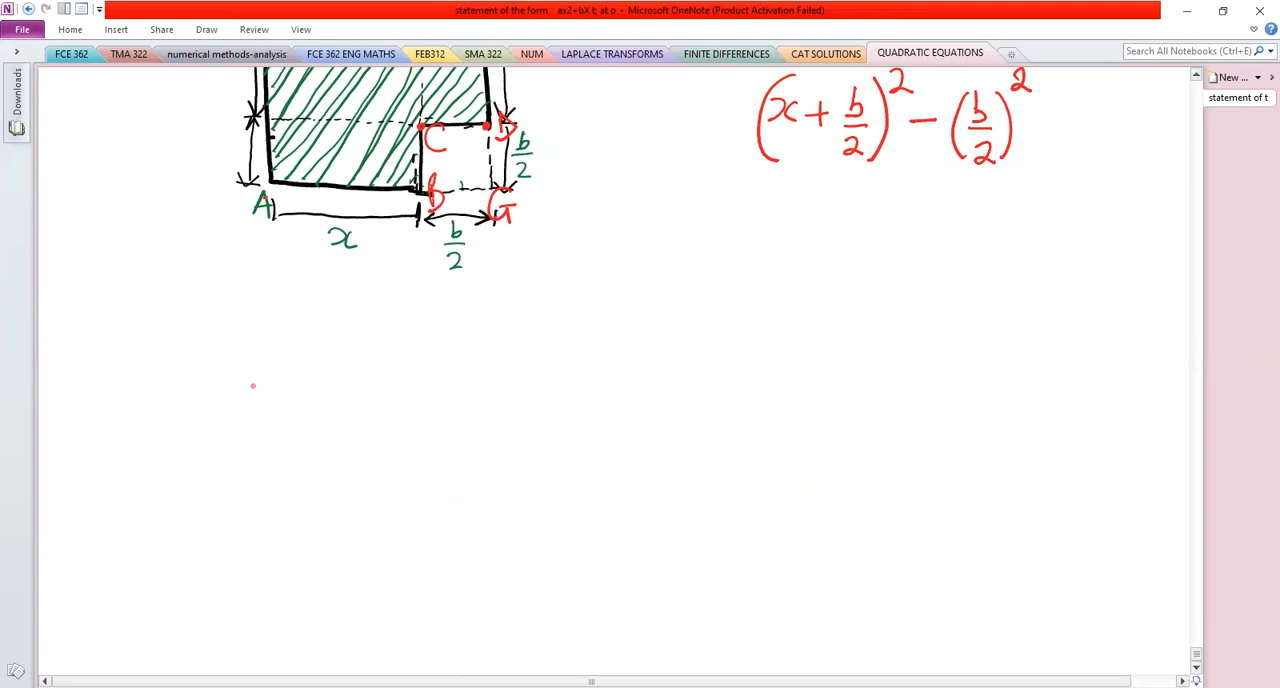 statement of the form ax2+bX t; at o - Microsoft OneNote (Product Activation Failed)
File Home Insert Share Draw Review View
FCE 362 TMA 322 numerical methods-analysis FCE 362 ENG MATHS FEB312 SMA 322 NUM LAPLACE TRANSFORMS FINITE DIFFERENCES CAT SOLUTIONS QUADRATIC EQUATIONS Search All Notebooks (Ctrl+E)
Downloads
New
statement of t
(x + b/2)² − (b/2)²
C D b/2
A B G
x b/2